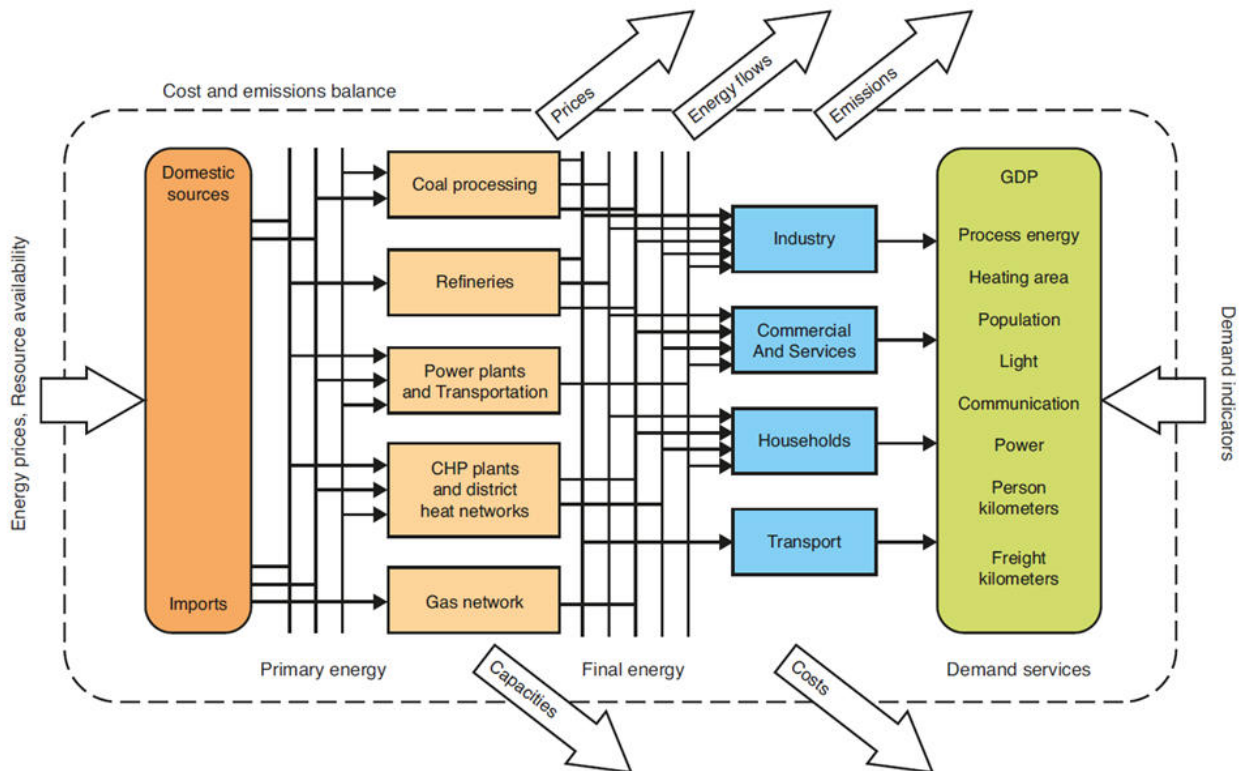 Prices
Energy flows
Emissions
Cost and emissions balance
Energy prices, Resource availability
Domestic
sources
Imports
Primary energy
Coal processing
Refineries
Power plants
and Transportation
CHP plants
and district
heat networks
Gas network
Capacities
Final energy
Industry
Commercial
And Services
Households
Transport
Costs
GDP
Process energy
Heating area
Population
Light
Communication
Power
Person
kilometers
Freight
kilometers
Demand services
Demand indicators